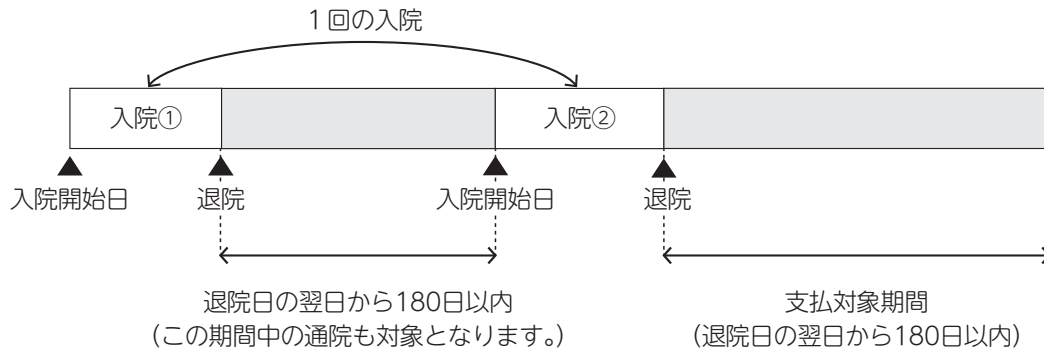 1回の入院
入院①
入院②
入院開始日
退院
入院開始日
退院
退院日の翌日から180日以内
(この期間中の通院も対象となります。)
支払対象期間
(退院日の翌日から180日以内)